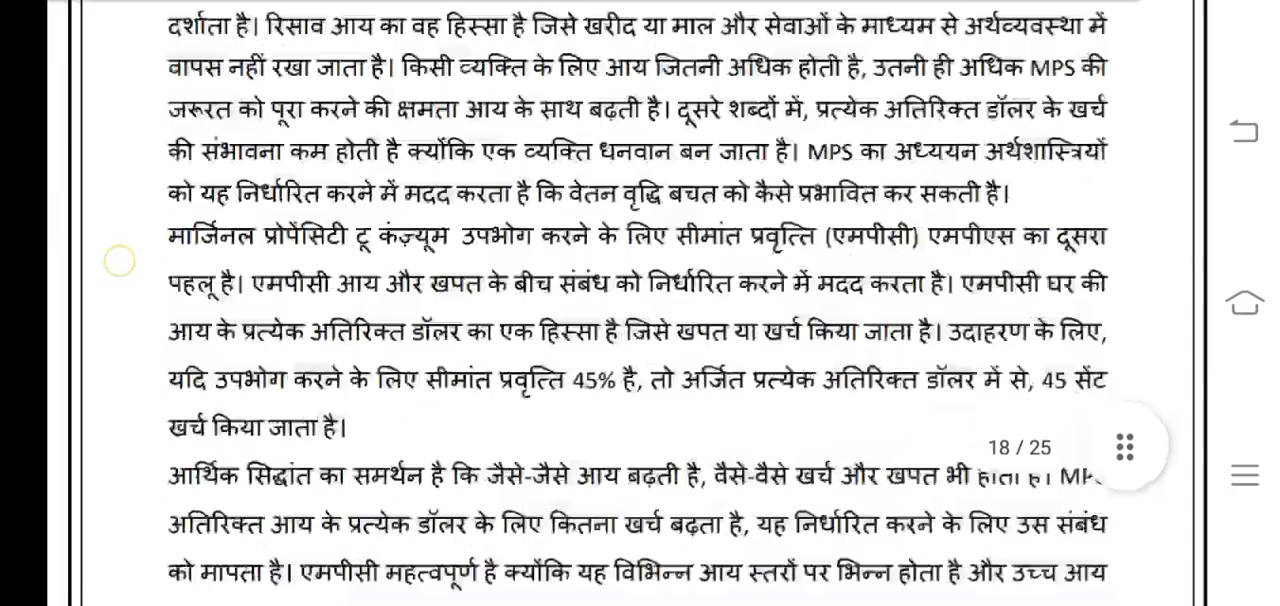 दर्शाता है। रिसाव आय का वह हिस्सा है जिसे खरीद या माल और सेवाओं के माध्यम से अर्थव्यवस्था में
वापस नहीं रखा जाता है। किसी व्यक्ति के लिए आय जितनी अधिक होती है, उतनी ही अधिक MPS की
जरूरत को पूरा करने की क्षमता आय के साथ बढ़ती है। दूसरे शब्दों में, प्रत्येक अतिरिक्त डॉलर के खर्च
की संभावना कम होती है क्योंकि एक व्यक्ति धनवान बन जाता है। MPS का अध्ययन अर्थशास्त्रियों
को यह निर्धारित करने में मदद करता है कि वेतन वृद्धि बचत को कैसे प्रभावित कर सकती है।
मार्जिनल प्रोपेंसिटी टू कंज़्यूम उपभोग करने के लिए सीमांत प्रवृत्ति (एमपीसी) एमपीएस का दूसरा
पहलू है। एमपीसी आय और खपत के बीच संबंध को निर्धारित करने में मदद करता है। एमपीसी घर की
आय के प्रत्येक अतिरिक्त डॉलर का एक हिस्सा है जिसे खपत या खर्च किया जाता है। उदाहरण के लिए,
यदि उपभोग करने के लिए सीमांत प्रवृत्ति 45% है, तो अर्जित प्रत्येक अतिरिक्त डॉलर में से, 45 सेंट
खर्च किया जाता है।
18 / 25
आर्थिक सिद्धांत का समर्थन है कि जैसे-जैसे आय बढ़ती है, वैसे-वैसे खर्च और खपत भी
अतिरिक्त आय के प्रत्येक डॉलर के लिए कितना खर्च बढ़ता है, यह निर्धारित करने के लिए उस संबंध
को मापता है। एमपीसी महत्वपूर्ण है क्योंकि यह विभिन्न आय स्तरों पर भिन्न होता है और उच्च आय